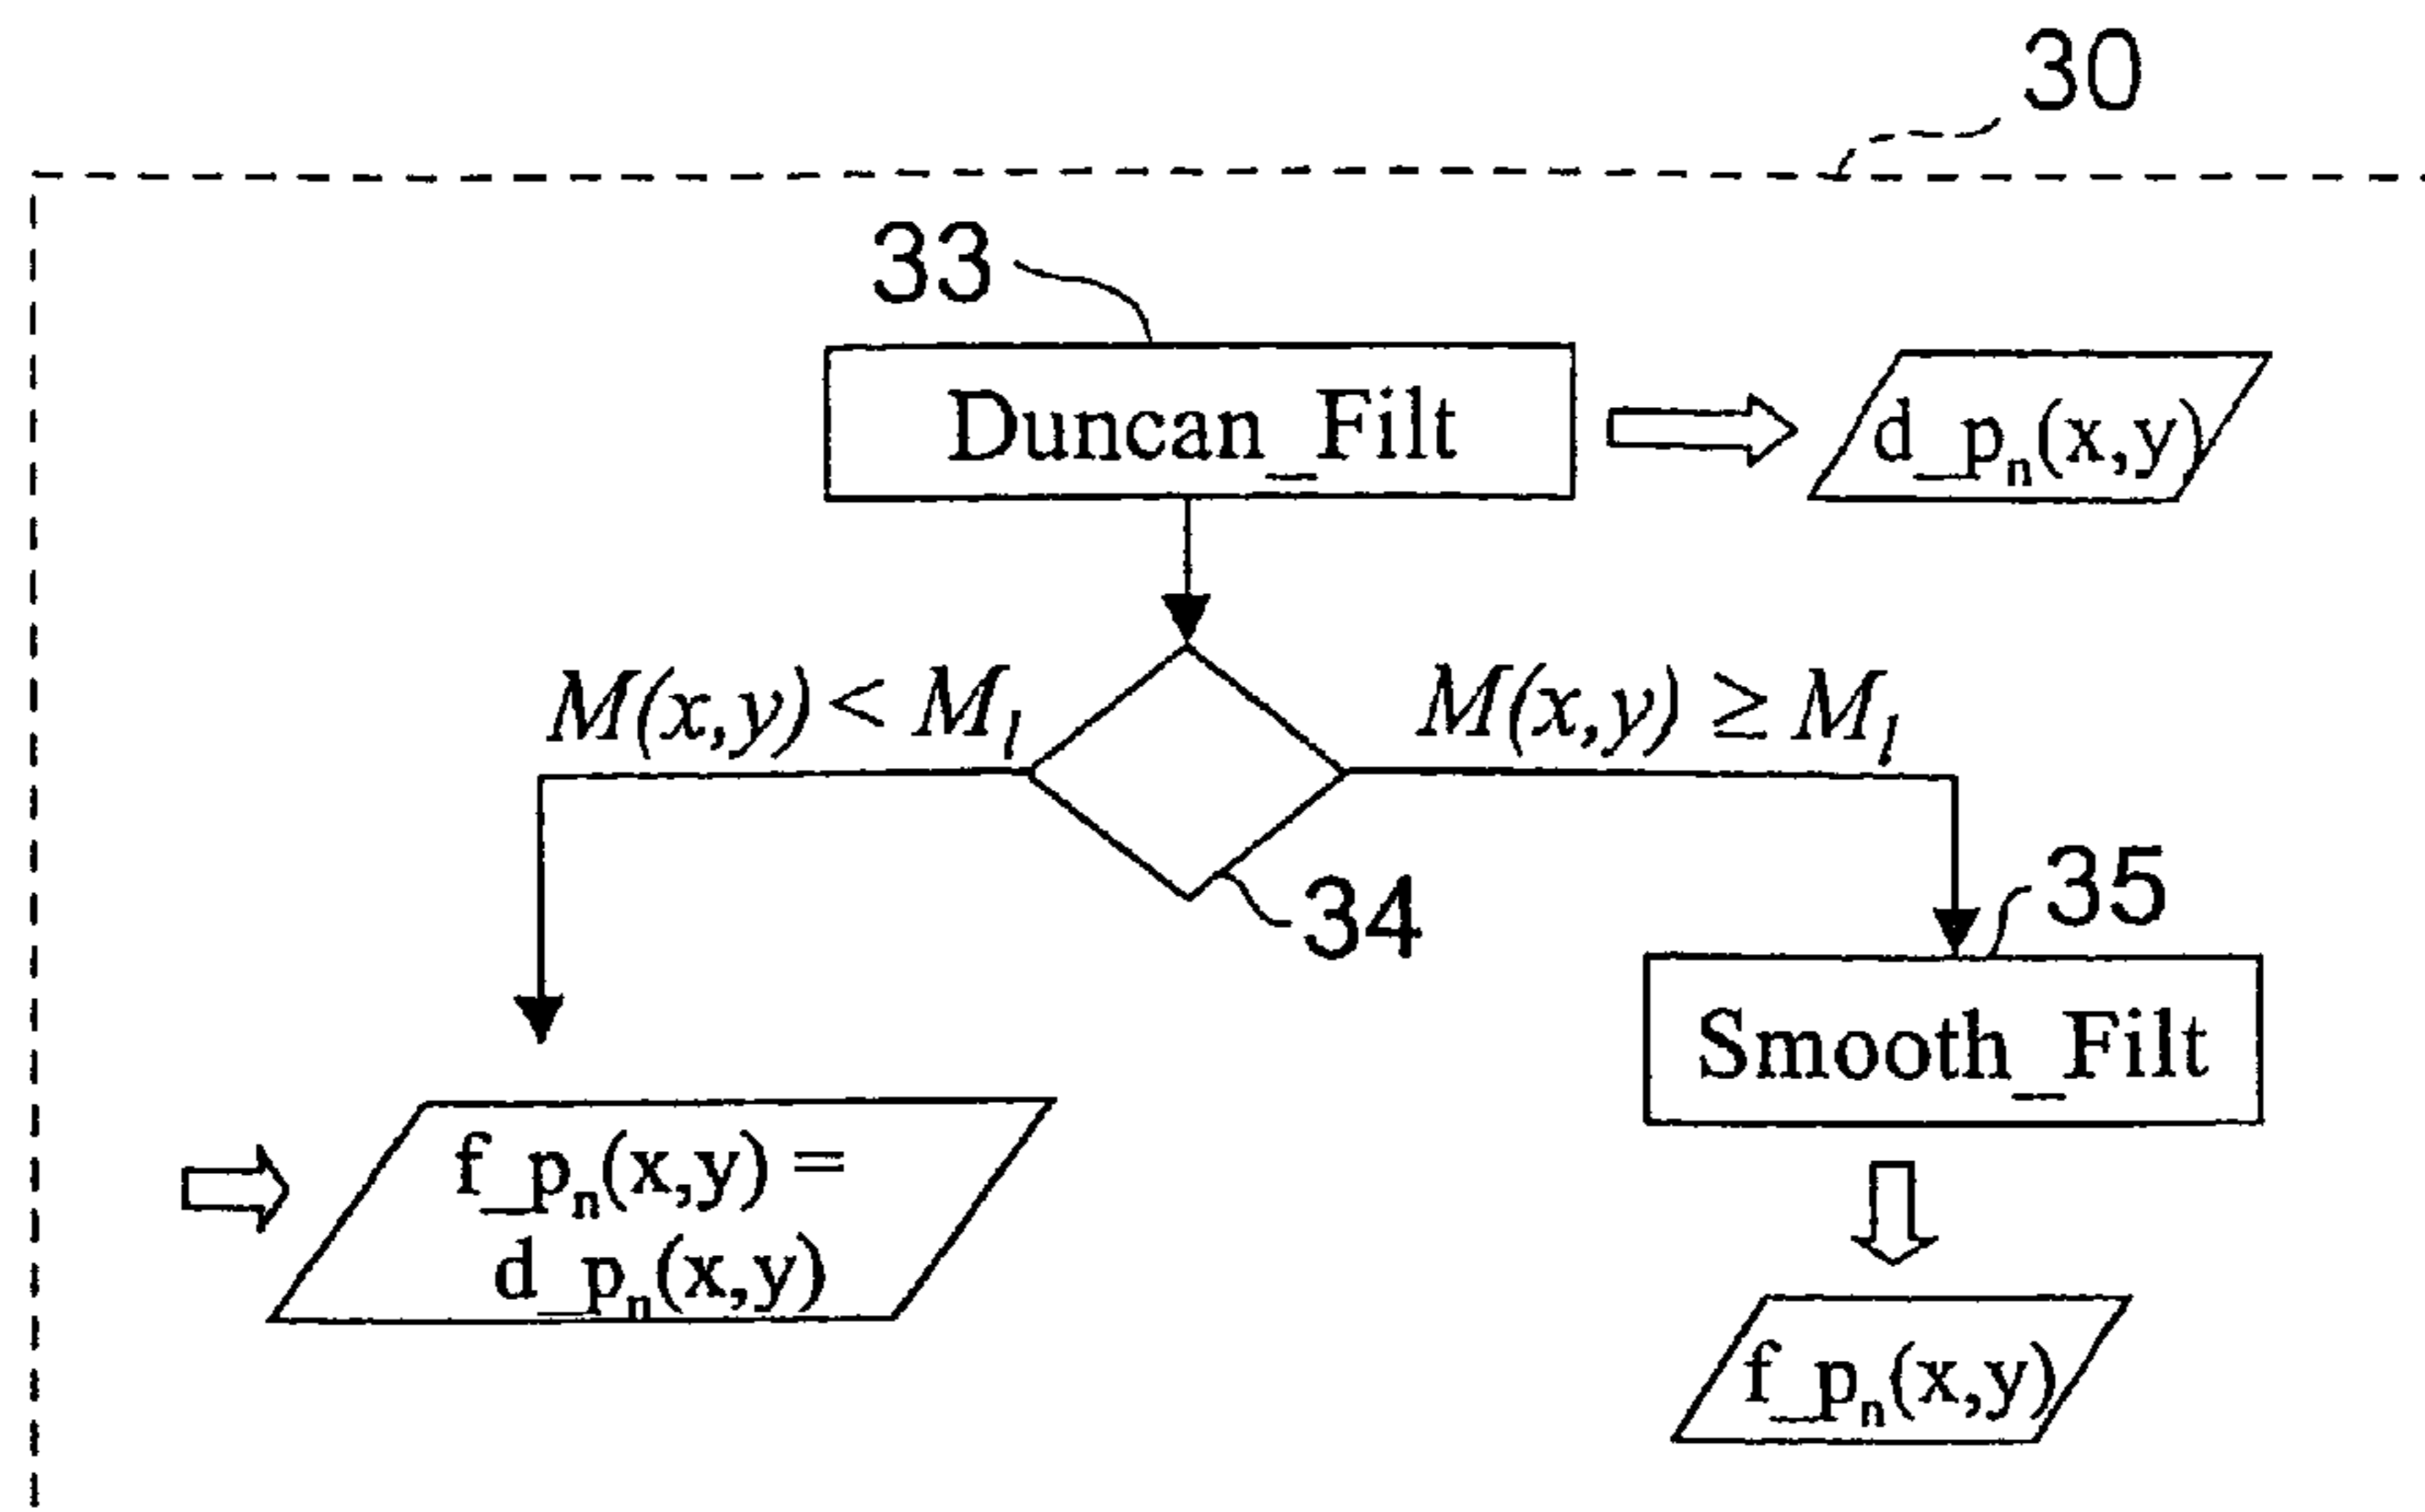 30
33
Duncan_Filt
d_pₙ(x,y)
M(x,y) < Mₗ
M(x,y) ≥ Mₗ
34
35
Smooth_Filt
f_pₙ(x,y) =
d_pₙ(x,y)
f_pₙ(x,y)